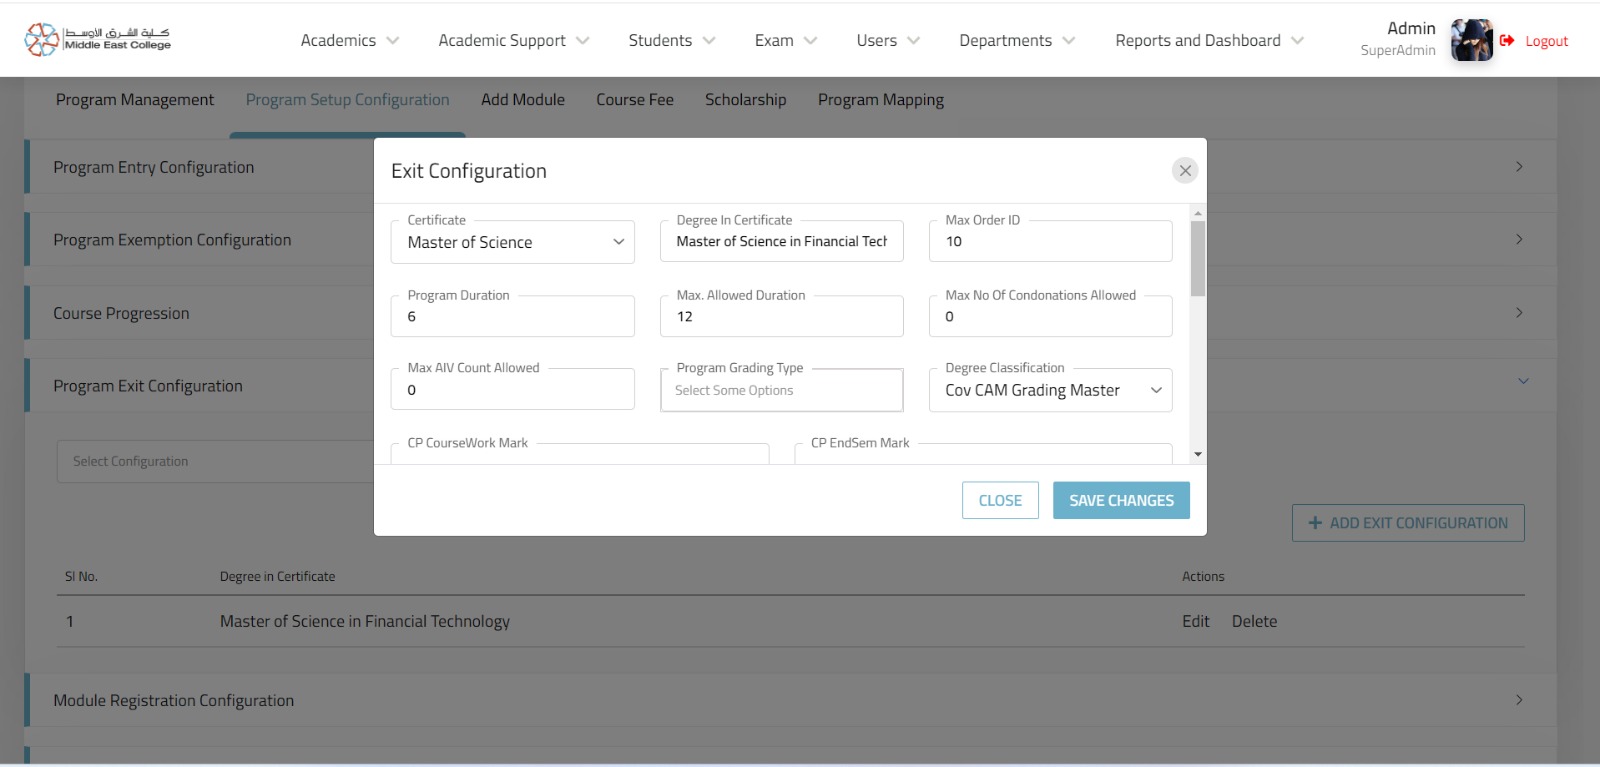 كلية الشرق الأوسط
Middle East College
Academics
Academic Support
Students
Exam
Users
Departments
Reports and Dashboard
Admin
SuperAdmin
Logout
Program Management
Program Setup Configuration
Add Module
Course Fee
Scholarship
Program Mapping
Program Entry Configuration
Program Exemption Configuration
Course Progression
Program Exit Configuration
Select Configuration
Exit Configuration
Certificate
Master of Science
Degree In Certificate
Master of Science in Financial Tech
Max Order ID
10
Program Duration
6
Max. Allowed Duration
12
Max No Of Condonations Allowed
0
Max AIV Count Allowed
0
Program Grading Type
Select Some Options
Degree Classification
Cov CAM Grading Master
CP CourseWork Mark
CP EndSem Mark
CLOSE
SAVE CHANGES
+ ADD EXIT CONFIGURATION
Sl No.
Degree in Certificate
Actions
1
Master of Science in Financial Technology
Edit
Delete
Module Registration Configuration